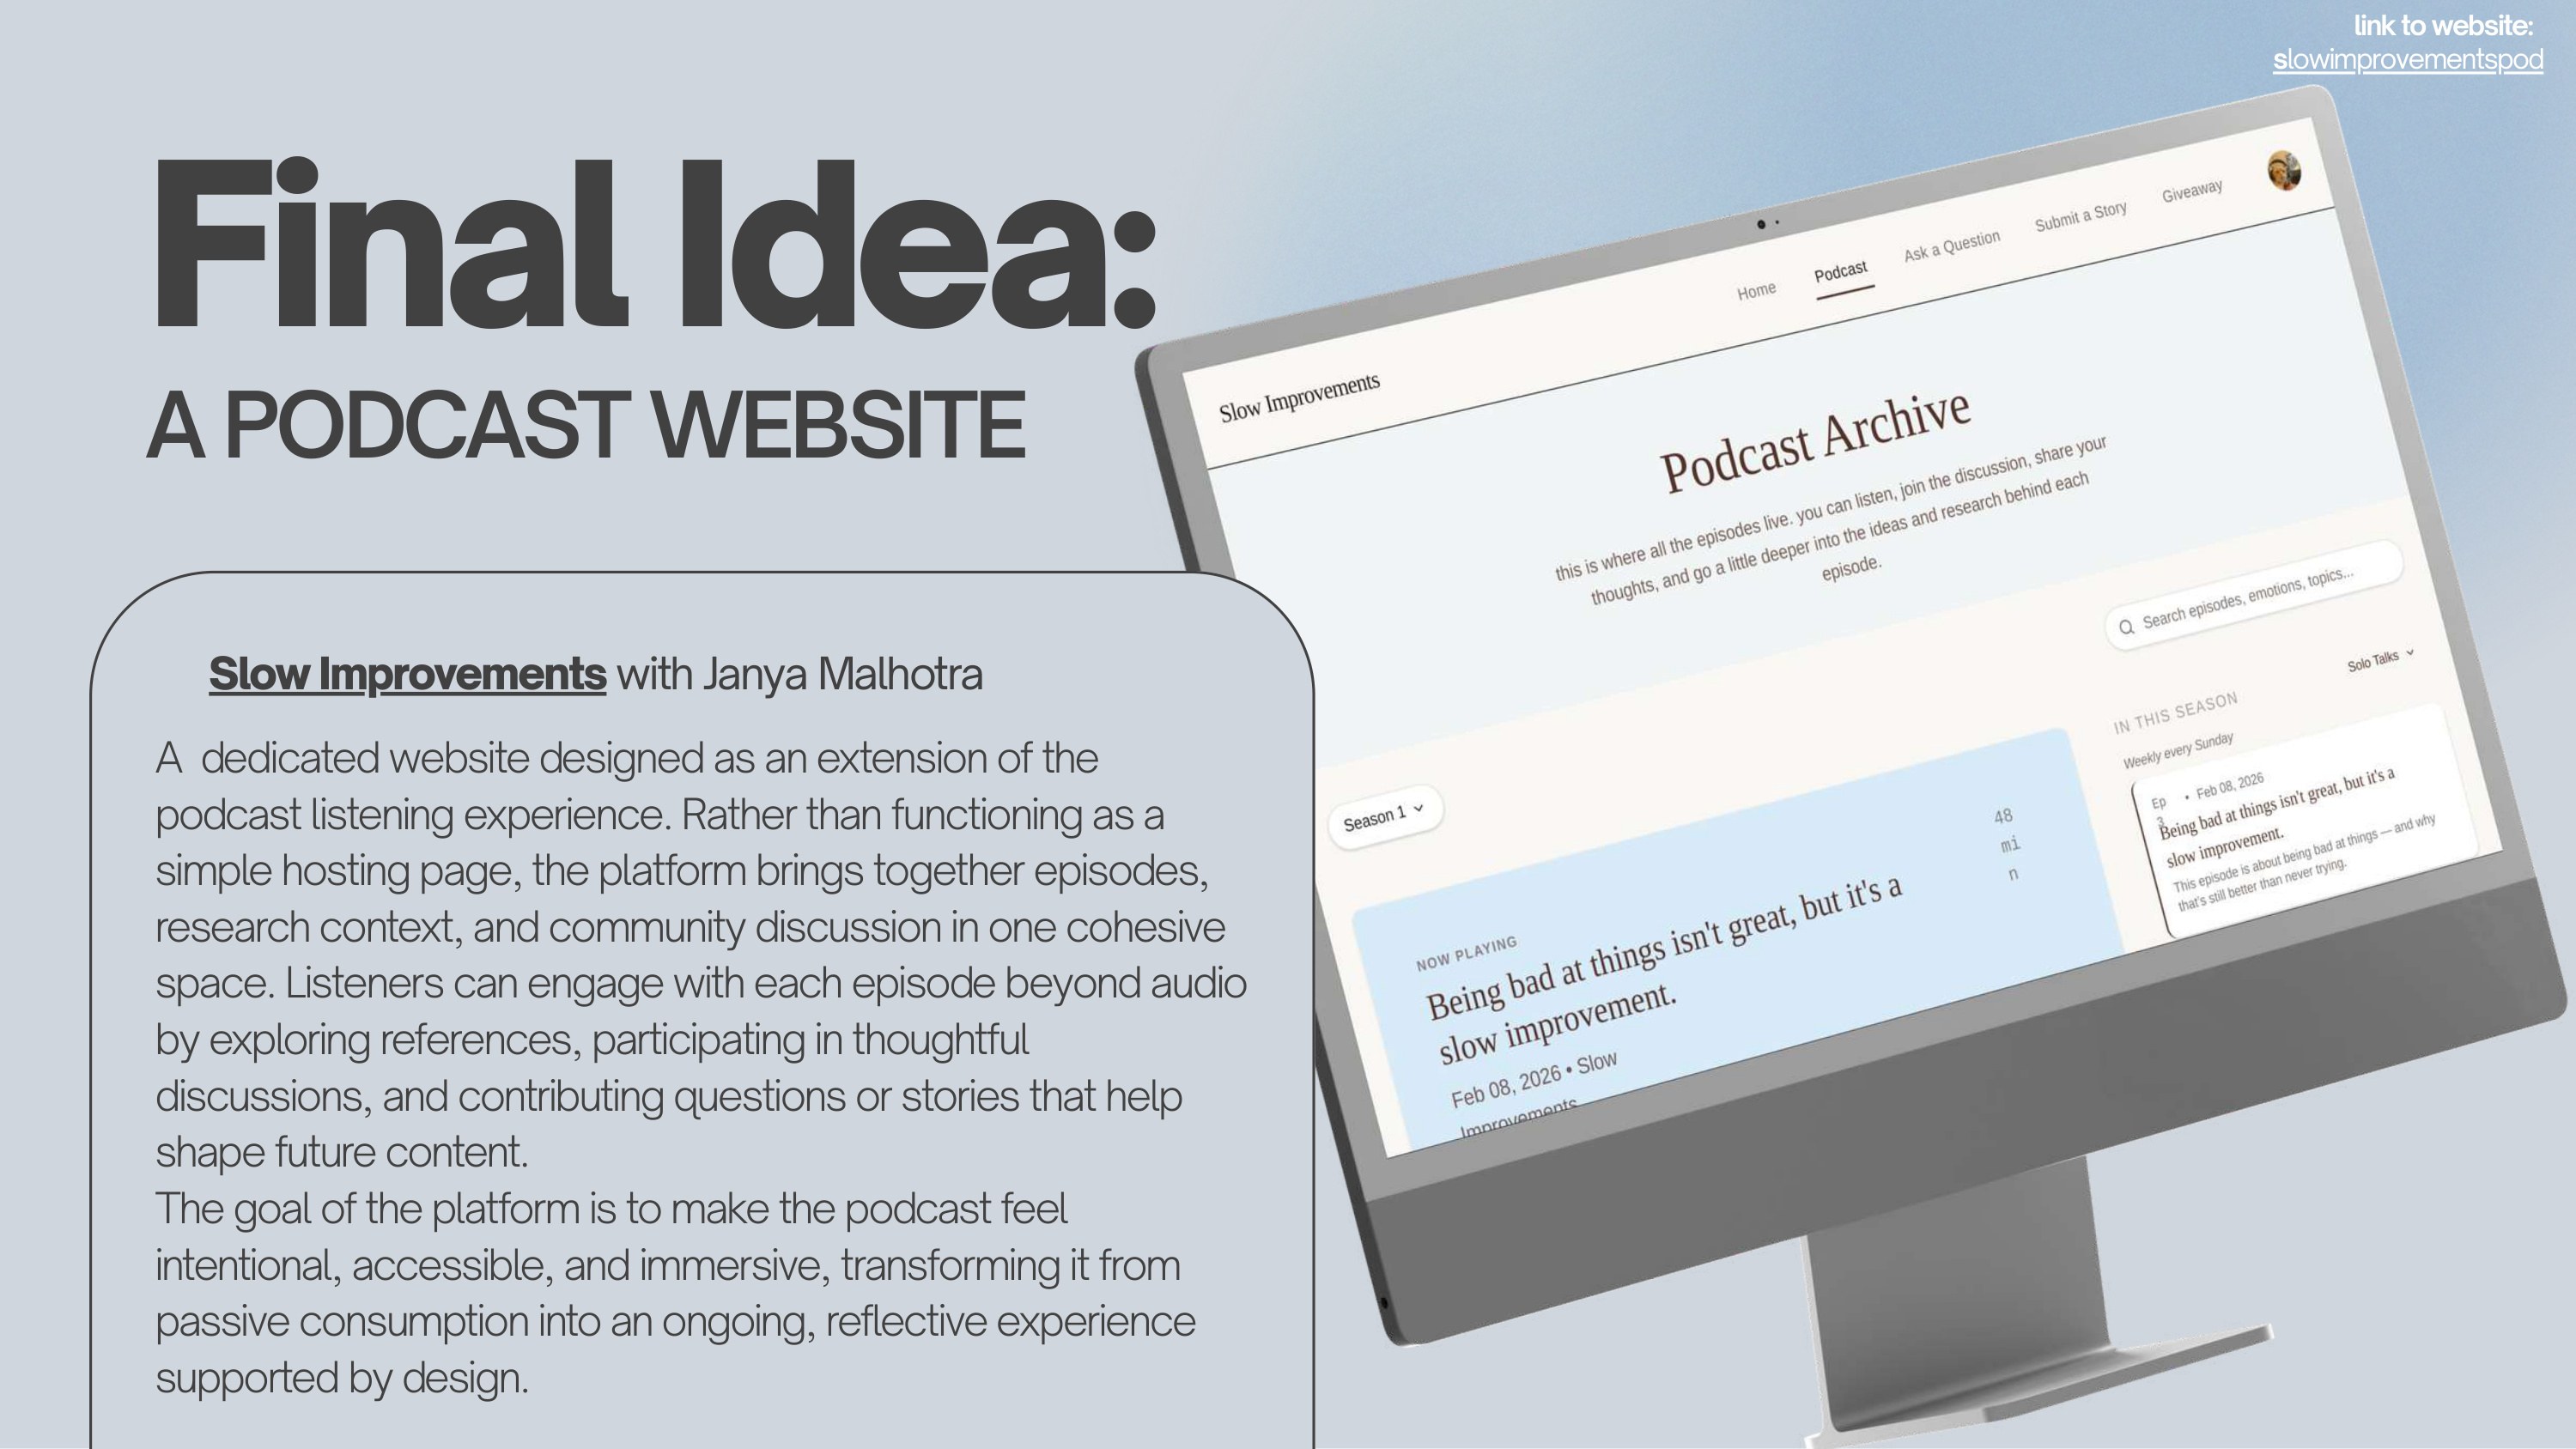 link to website:
slowimprovementspod
Final Idea:
A PODCAST WEBSITE
Slow Improvements with Janya Malhotra
A dedicated website designed as an extension of the
podcast listening experience. Rather than functioning as a
simple hosting page, the platform brings together episodes,
research context, and community discussion in one cohesive
space. Listeners can engage with each episode beyond audio
by exploring references, participating in thoughtful
discussions, and contributing questions or stories that help
shape future content.
The goal of the platform is to make the podcast feel
intentional, accessible, and immersive, transforming it from
passive consumption into an ongoing, reflective experience
supported by design.
Slow Improvements
Home
Podcast
Ask a Question
Submit a Story
Giveaway
Podcast Archive
this is where all the episodes live. you can listen, join the discussion, share your
thoughts, and go a little deeper into the ideas and research behind each
episode.
Search episodes, emotions, topics...
Solo Talks
Season 1
NOW PLAYING
48
mi
n
Being bad at things isn't great, but it's a
slow improvement.
Feb 08, 2026 • Slow
Improvements
IN THIS SEASON
Weekly every Sunday
Ep
3
• Feb 08, 2026
Being bad at things isn't great, but it's a
slow improvement.
This episode is about being bad at things — and why
that's still better than never trying.